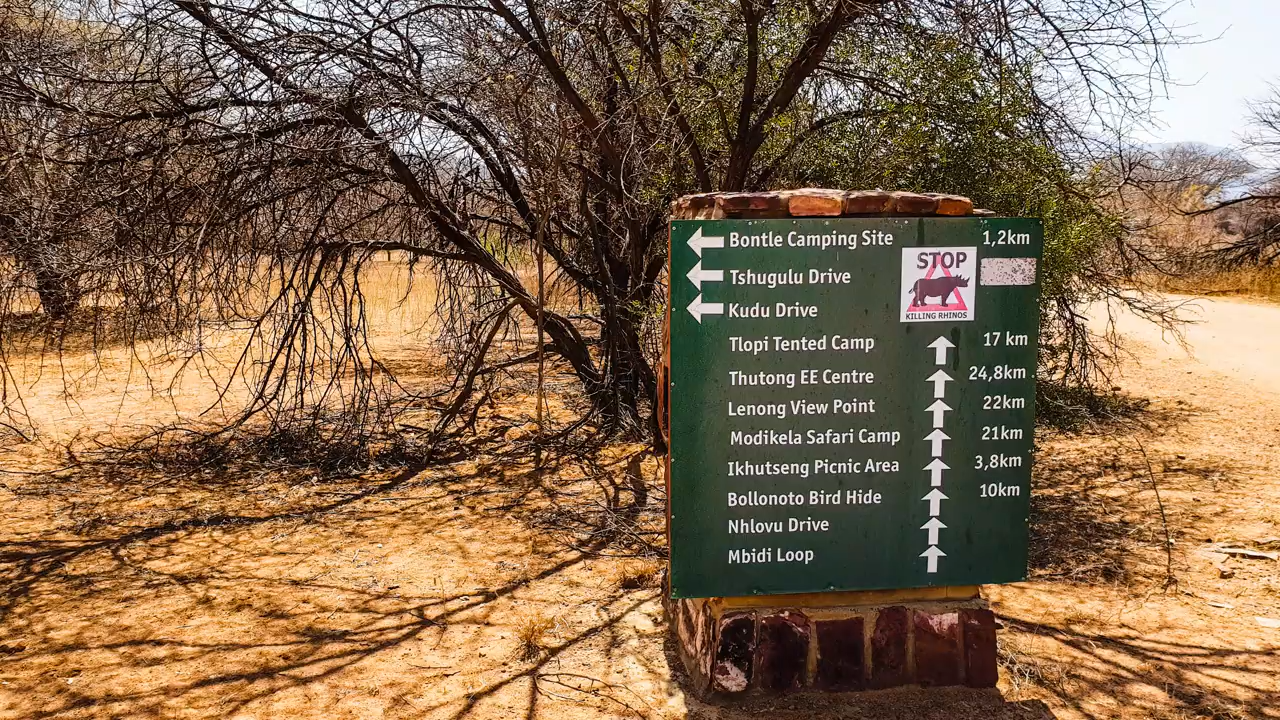 Bontle Camping Site 1,2km
Tshugulu Drive
Kudu Drive
STOP
KILLING RHINOS
Tlopi Tented Camp 17 km
Thutong EE Centre 24,8km
Lenong View Point 22km
Modikela Safari Camp 21km
Ikhutseng Picnic Area 3,8km
Bollonoto Bird Hide 10km
Nhlovu Drive
Mbidi Loop